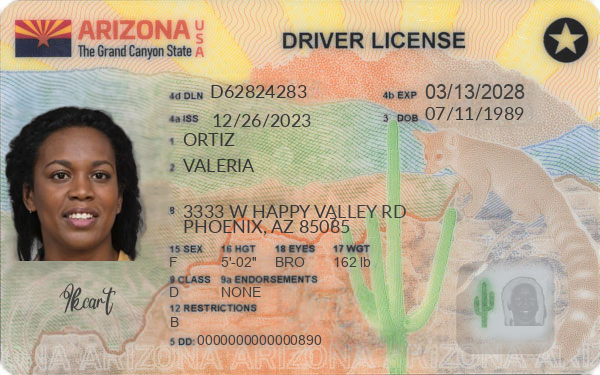 ARIZONA USA
The Grand Canyon State
DRIVER LICENSE
4d DLN D62824283
4b EXP 03/13/2028
4a ISS 12/26/2023
3 DOB 07/11/1989
1 ORTIZ
2 VALERIA
8 3333 W HAPPY VALLEY RD
PHOENIX, AZ 85085
15 SEX 16 HGT 18 EYES 17 WGT
F 5'-02" BRO 162 lb
9 CLASS 9a ENDORSEMENTS
D NONE
12 RESTRICTIONS
B
5 DD: 0000000000000890
ARIZONA ARIZONA ARIZONA ARIZONA